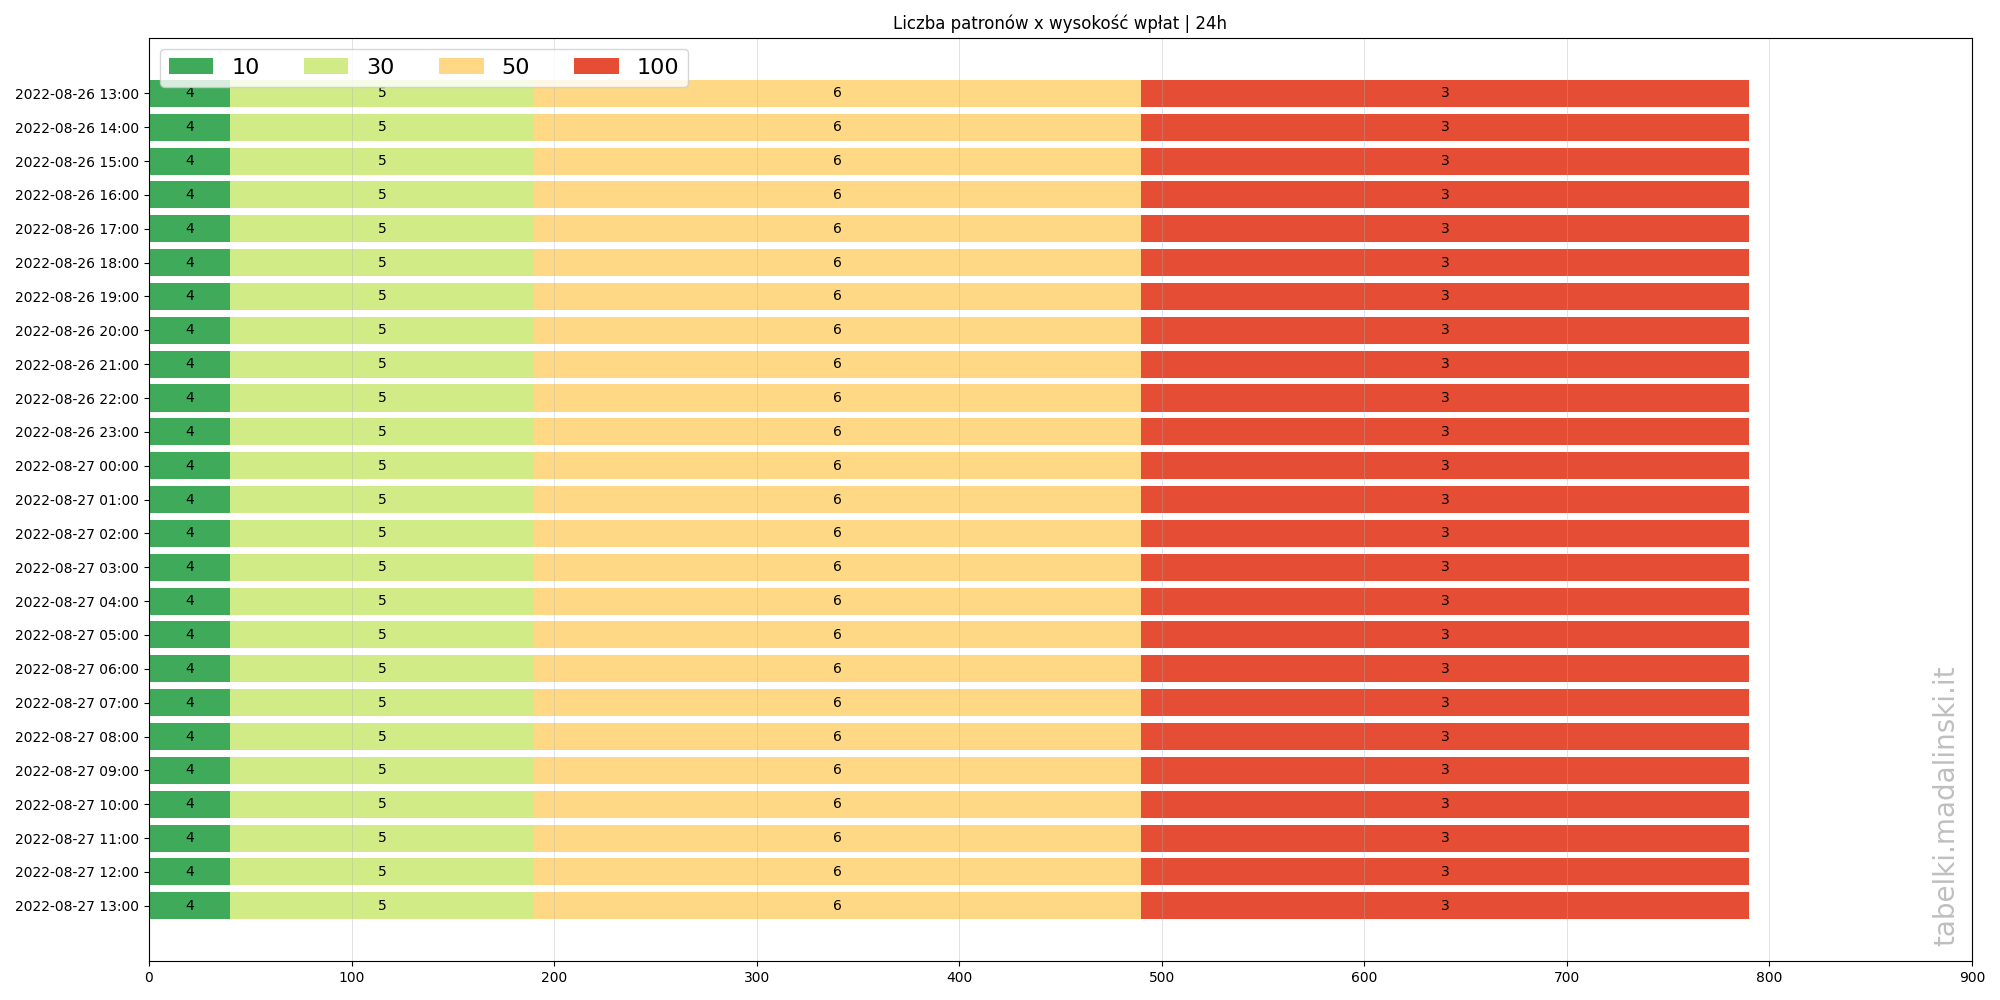 Liczba patronów x wysokość wpłat | 24h
10 30 50 100
2022-08-26 13:00 4 5 6 3
2022-08-26 14:00 4 5 6 3
2022-08-26 15:00 4 5 6 3
2022-08-26 16:00 4 5 6 3
2022-08-26 17:00 4 5 6 3
2022-08-26 18:00 4 5 6 3
2022-08-26 19:00 4 5 6 3
2022-08-26 20:00 4 5 6 3
2022-08-26 21:00 4 5 6 3
2022-08-26 22:00 4 5 6 3
2022-08-26 23:00 4 5 6 3
2022-08-27 00:00 4 5 6 3
2022-08-27 01:00 4 5 6 3
2022-08-27 02:00 4 5 6 3
2022-08-27 03:00 4 5 6 3
2022-08-27 04:00 4 5 6 3
2022-08-27 05:00 4 5 6 3
2022-08-27 06:00 4 5 6 3
2022-08-27 07:00 4 5 6 3
2022-08-27 08:00 4 5 6 3
2022-08-27 09:00 4 5 6 3
2022-08-27 10:00 4 5 6 3
2022-08-27 11:00 4 5 6 3
2022-08-27 12:00 4 5 6 3
2022-08-27 13:00 4 5 6 3
0 100 200 300 400 500 600 700 800 900
tabelki.madalinski.it